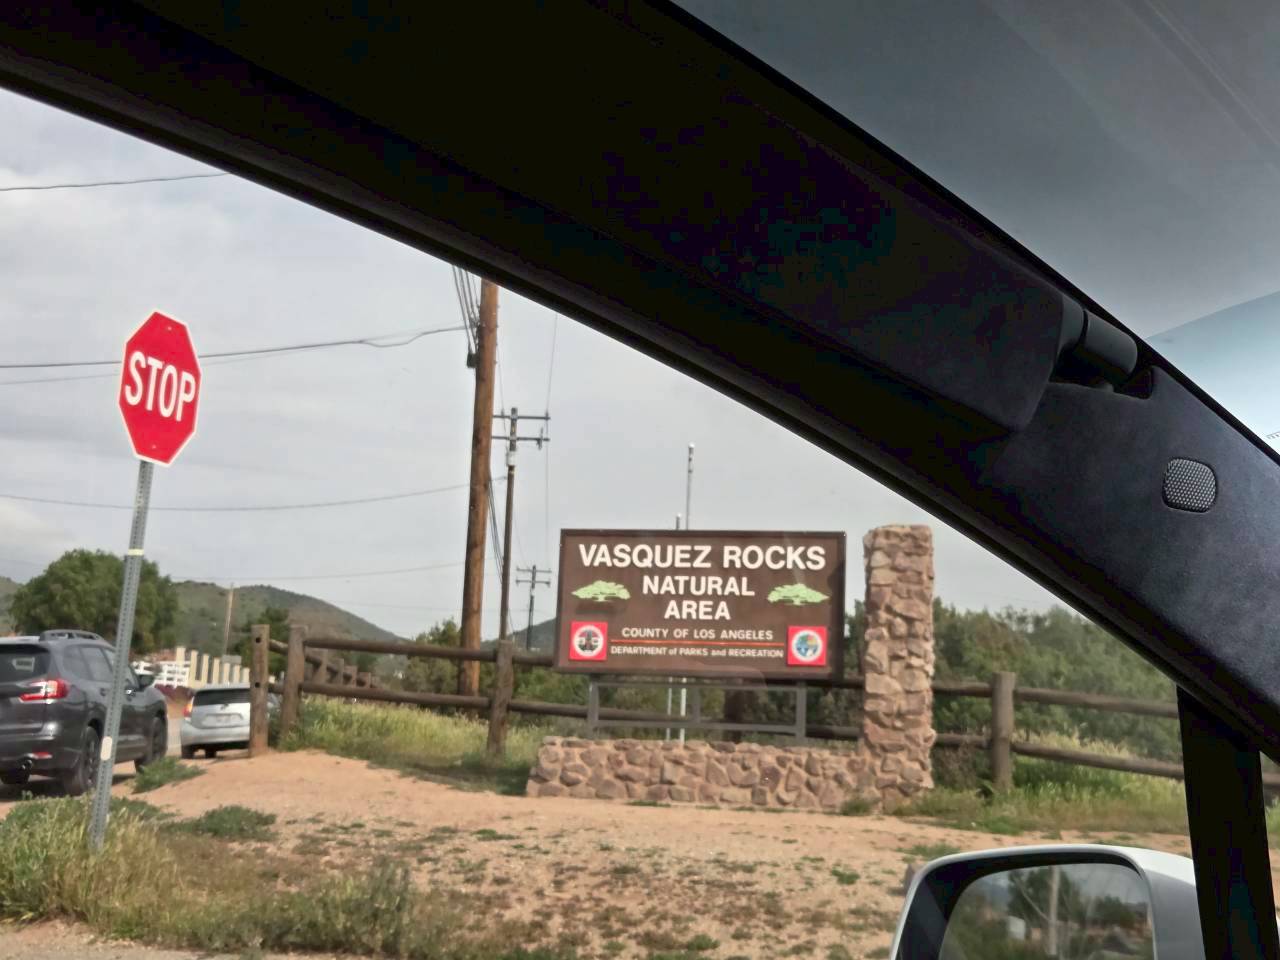 STOP
VASQUEZ ROCKS
NATURAL
AREA
COUNTY OF LOS ANGELES
DEPARTMENT of PARKS and RECREATION